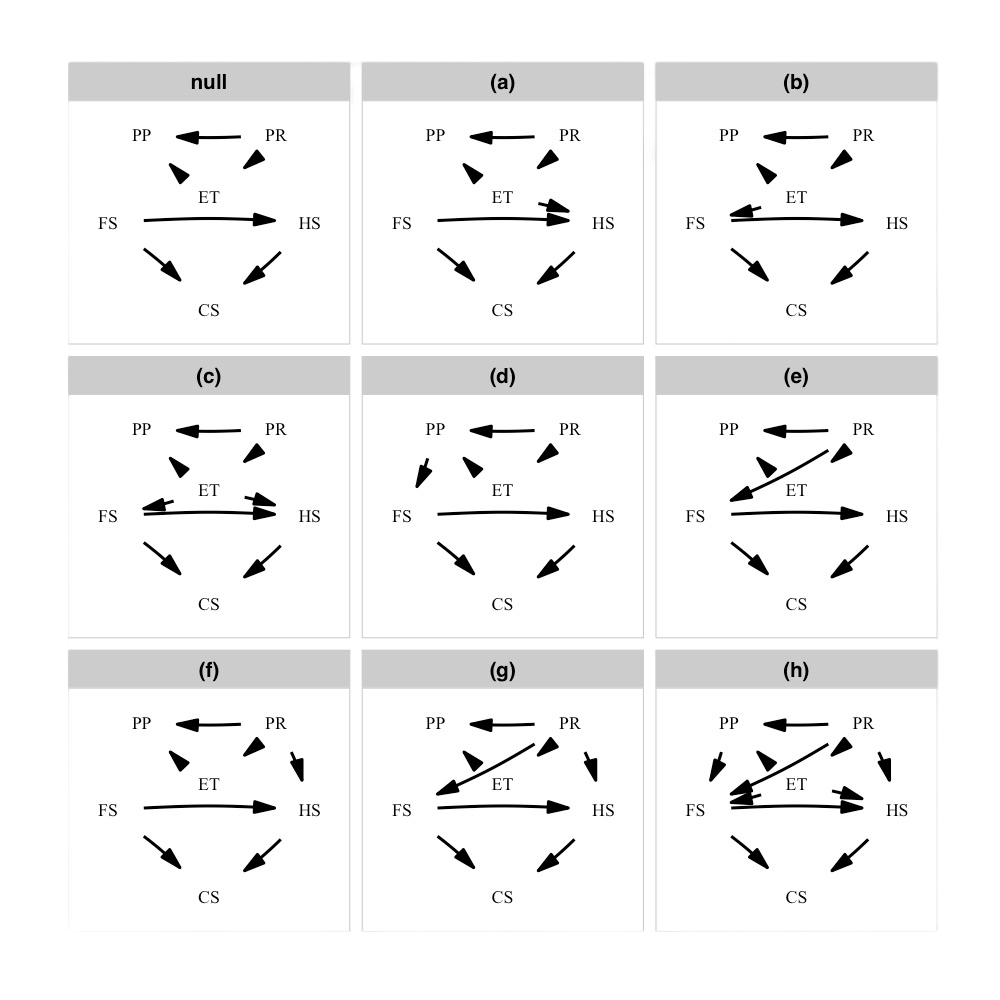 null (a) (b)
PP PR PP PR PP PR
ET ET ET
FS HS FS HS FS HS
CS CS CS
(c) (d) (e)
PP PR PP PR PP PR
ET ET ET
FS HS FS HS FS HS
CS CS CS
(f) (g) (h)
PP PR PP PR PP PR
ET ET ET
FS HS FS HS FS HS
CS CS CS